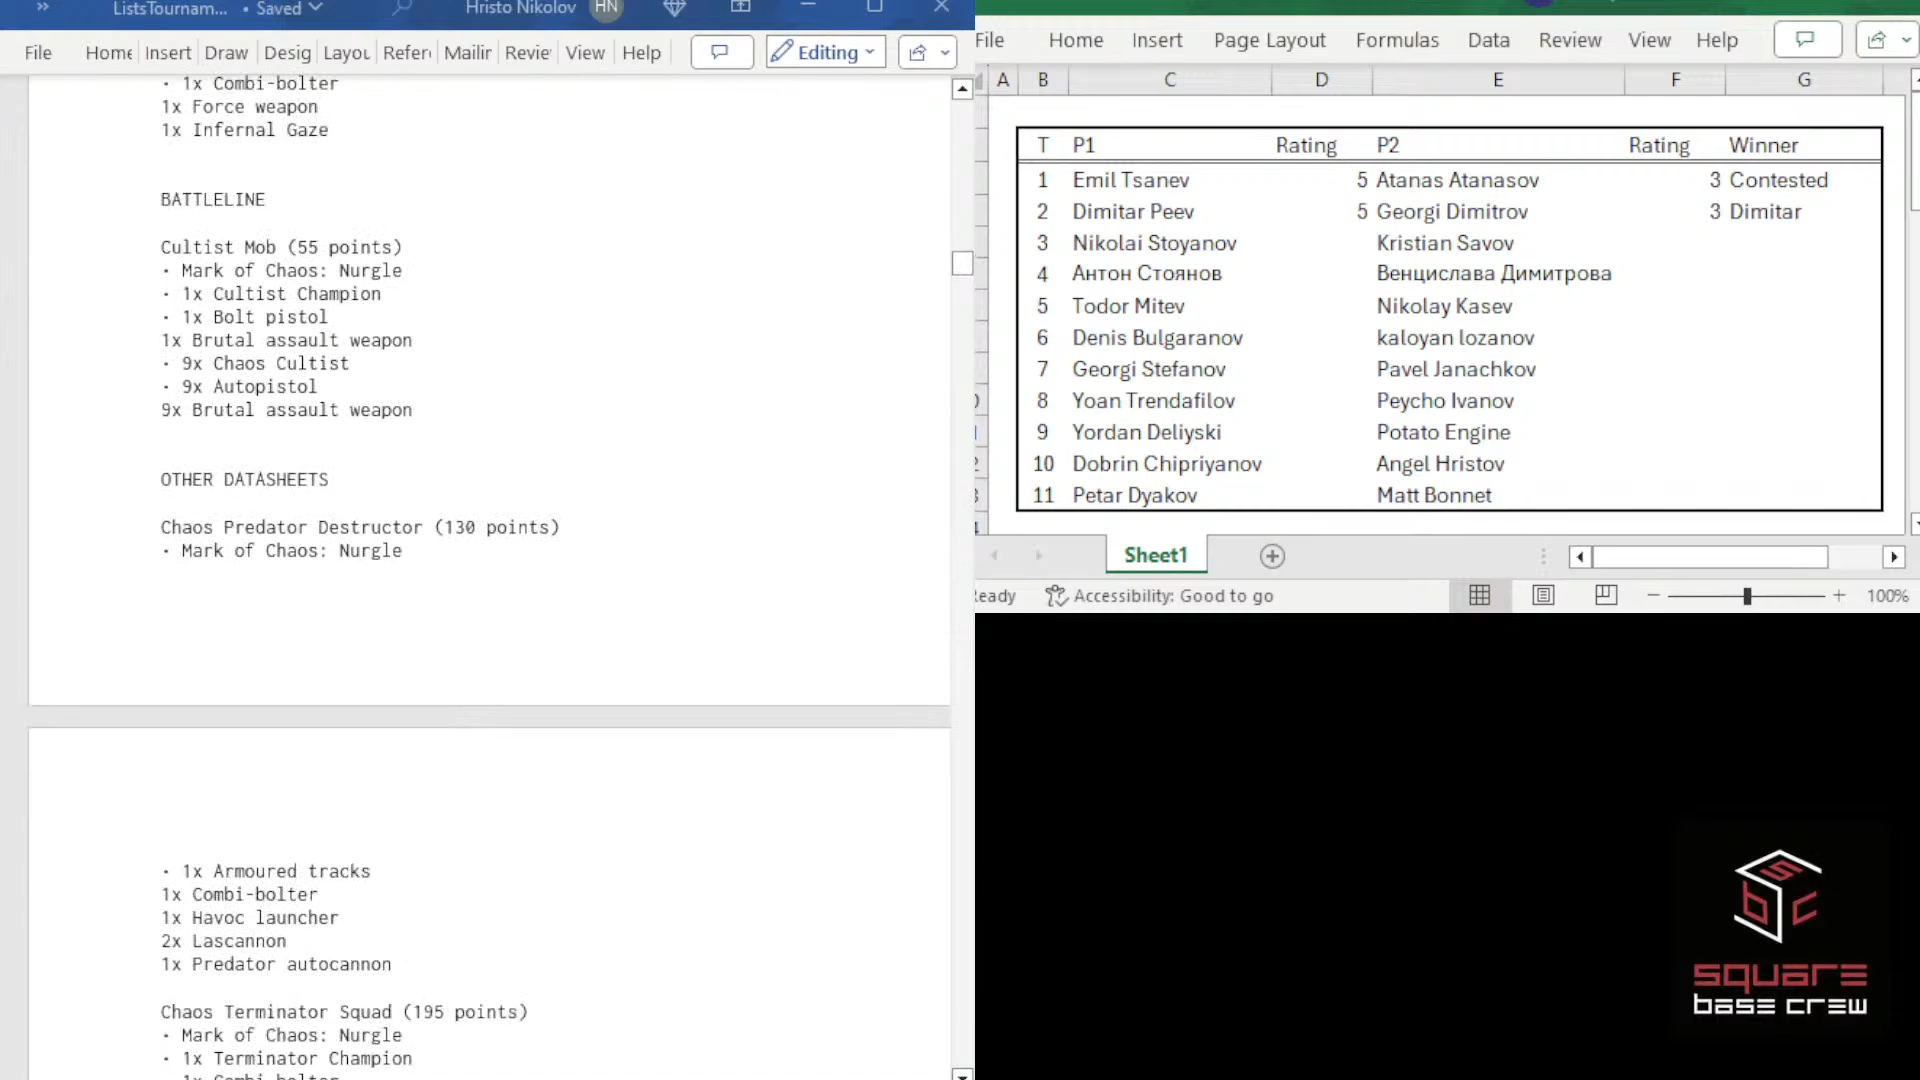 ListsTournam... • Saved
Hristo Nikolov HN
File Home Insert Draw Desig Layou Refer Mailin Revie View Help Editing
· 1x Combi-bolter
1x Force weapon
1x Infernal Gaze
BATTLELINE
Cultist Mob (55 points)
· Mark of Chaos: Nurgle
· 1x Cultist Champion
· 1x Bolt pistol
1x Brutal assault weapon
· 9x Chaos Cultist
· 9x Autopistol
9x Brutal assault weapon
OTHER DATASHEETS
Chaos Predator Destructor (130 points)
· Mark of Chaos: Nurgle
· 1x Armoured tracks
1x Combi-bolter
1x Havoc launcher
2x Lascannon
1x Predator autocannon
Chaos Terminator Squad (195 points)
· Mark of Chaos: Nurgle
· 1x Terminator Champion
· 1x Combi-bolter
File Home Insert Page Layout Formulas Data Review View Help
A B C D E F G
T P1 Rating P2 Rating Winner
1 Emil Tsanev 5 Atanas Atanasov 3 Contested
2 Dimitar Peev 5 Georgi Dimitrov 3 Dimitar
3 Nikolai Stoyanov Kristian Savov
4 Антон Стоянов Венцислава Димитрова
5 Todor Mitev Nikolay Kasev
6 Denis Bulgaranov kaloyan lozanov
7 Georgi Stefanov Pavel Janachkov
8 Yoan Trendafilov Peycho Ivanov
9 Yordan Deliyski Potato Engine
10 Dobrin Chipriyanov Angel Hristov
11 Petar Dyakov Matt Bonnet
Sheet1
Ready Accessibility: Good to go 100%
sbc
square
base crew